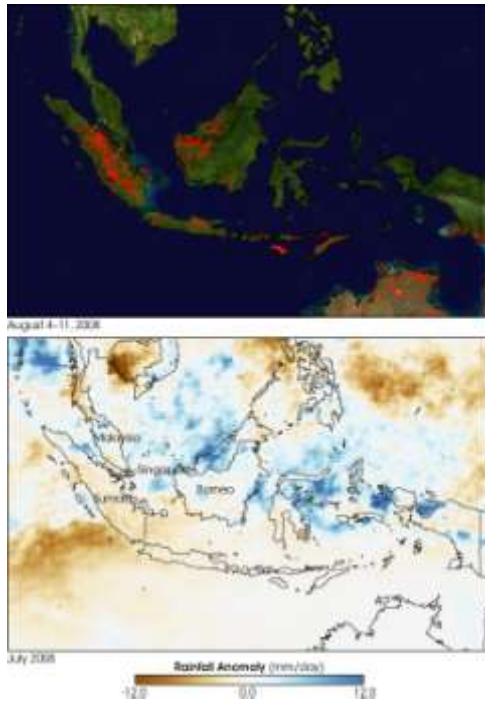 August 4-11, 2008
Malaysia
Singapore
Sumatra
Borneo
July 2008
Rainfall Anomaly (mm/day)
-12.0 0.0 12.0